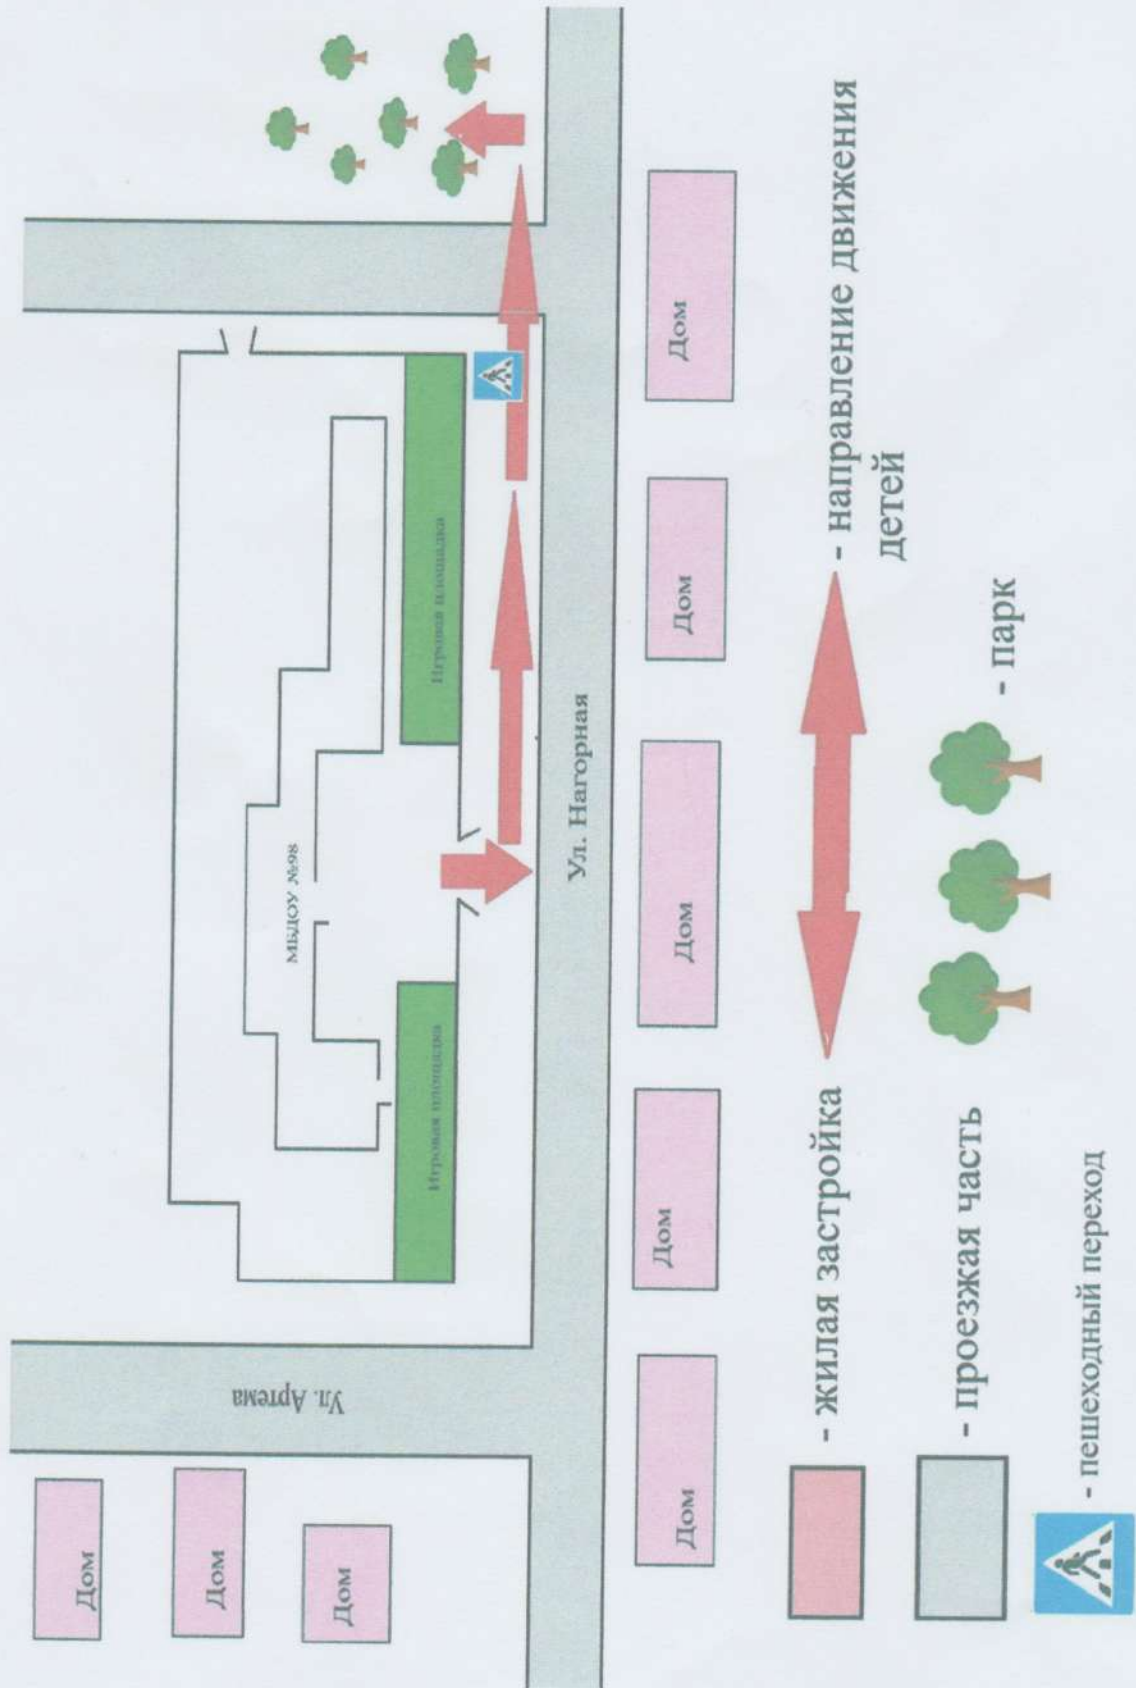 Дом
Дом
Дом
Ул. Артема
МБДОУ №98
Игровая площадка
Игровая площадка
Ул. Нагорная
Дом
Дом
Дом
Дом
Дом
- жилая застройка
- направление движения
детей
- проезжая часть
- парк
- пешеходный переход